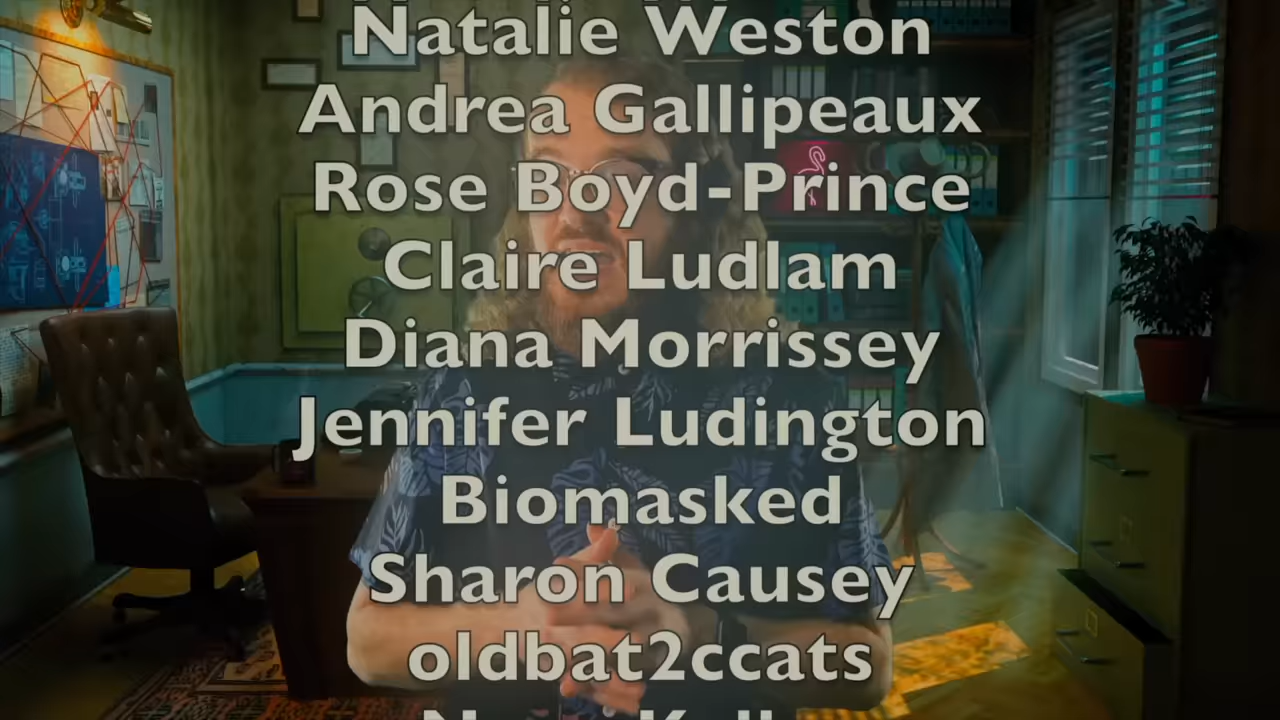 Natalie Weston
Andrea Gallipeaux
Rose Boyd-Prince
Claire Ludlam
Diana Morrissey
Jennifer Ludington
Biomasked
Sharon Causey
oldbat2ccats